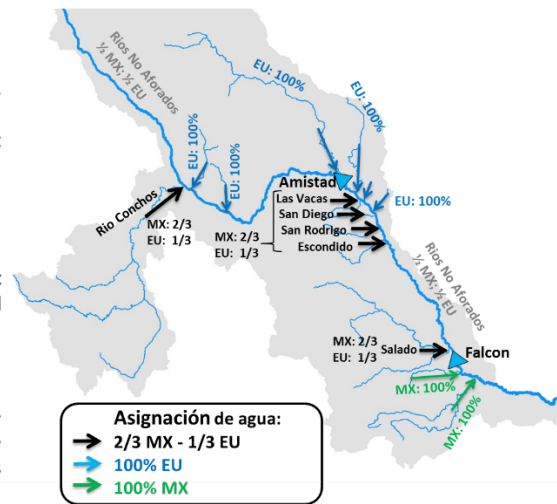 Rios No Aforados
½ MX; ½ EU
EU: 100%
EU: 100%
EU: 100%
EU: 100%
EU: 100%
Amistad
Las Vacas
San Diego
San Rodrigo
Escondido
MX: 2/3
EU: 1/3
Rio Conchos
MX: 2/3
EU: 1/3
Rios No Aforados
½ MX; ½ EU
MX: 2/3
EU: 1/3
Salado
Falcon
MX: 100%
MX: 100%
Asignación de agua:
2/3 MX - 1/3 EU
100% EU
100% MX